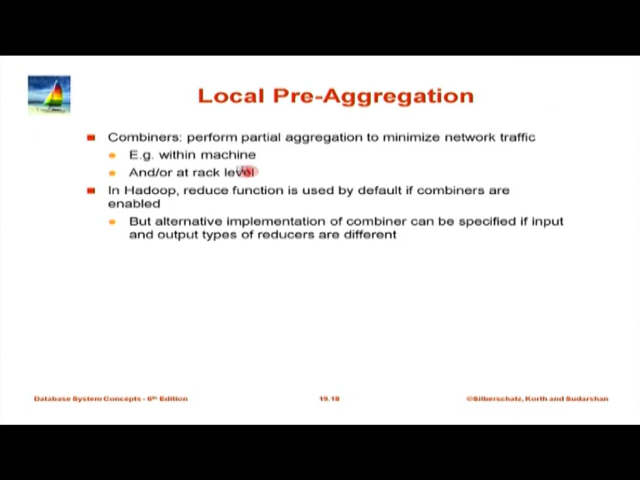 Local Pre-Aggregation
Combiners: perform partial aggregation to minimize network traffic
E.g. within machine
And/or at rack level
In Hadoop, reduce function is used by default if combiners are
enabled
But alternative implementation of combiner can be specified if input
and output types of reducers are different
Database System Concepts - 6th Edition
19.18
©Silberschatz, Korth and Sudarshan